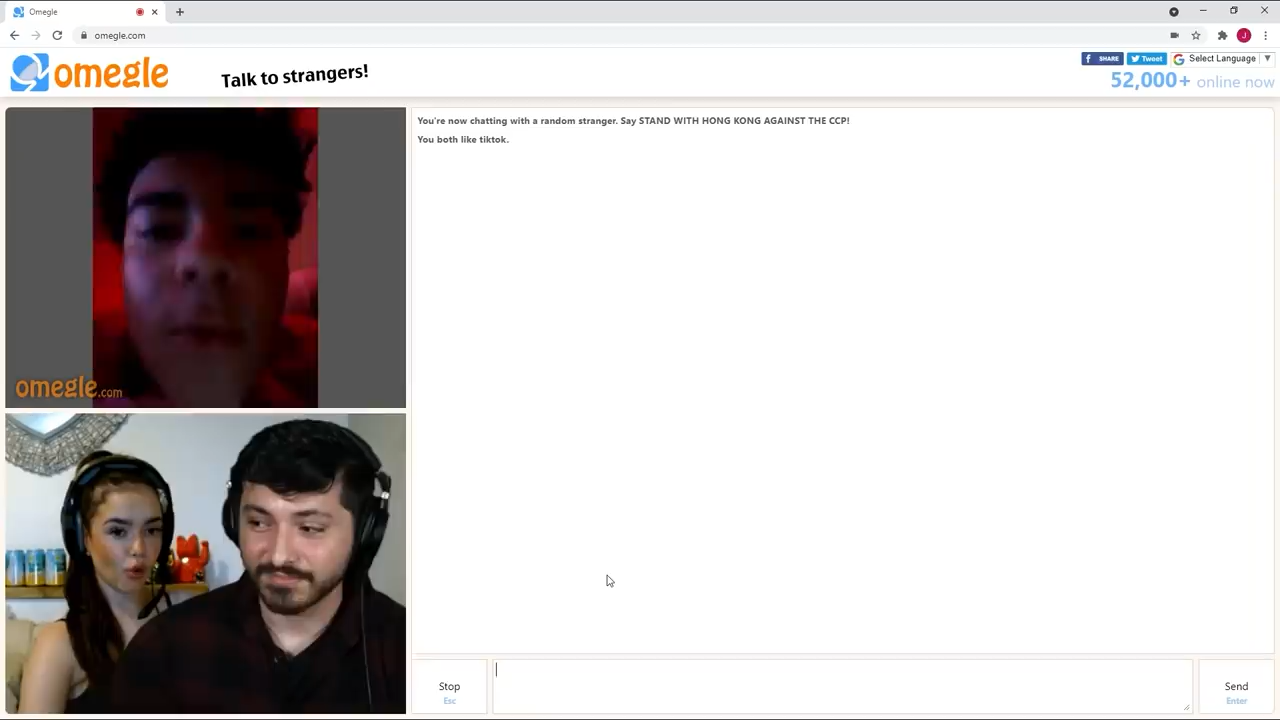 Omegle
omegle.com
omegle
Talk to strangers!
SHARE
Tweet
Select Language
52,000+ online now
You're now chatting with a random stranger. Say STAND WITH HONG KONG AGAINST THE CCP!
You both like tiktok.
omegle.com
Stop
Esc
Send
Enter
J